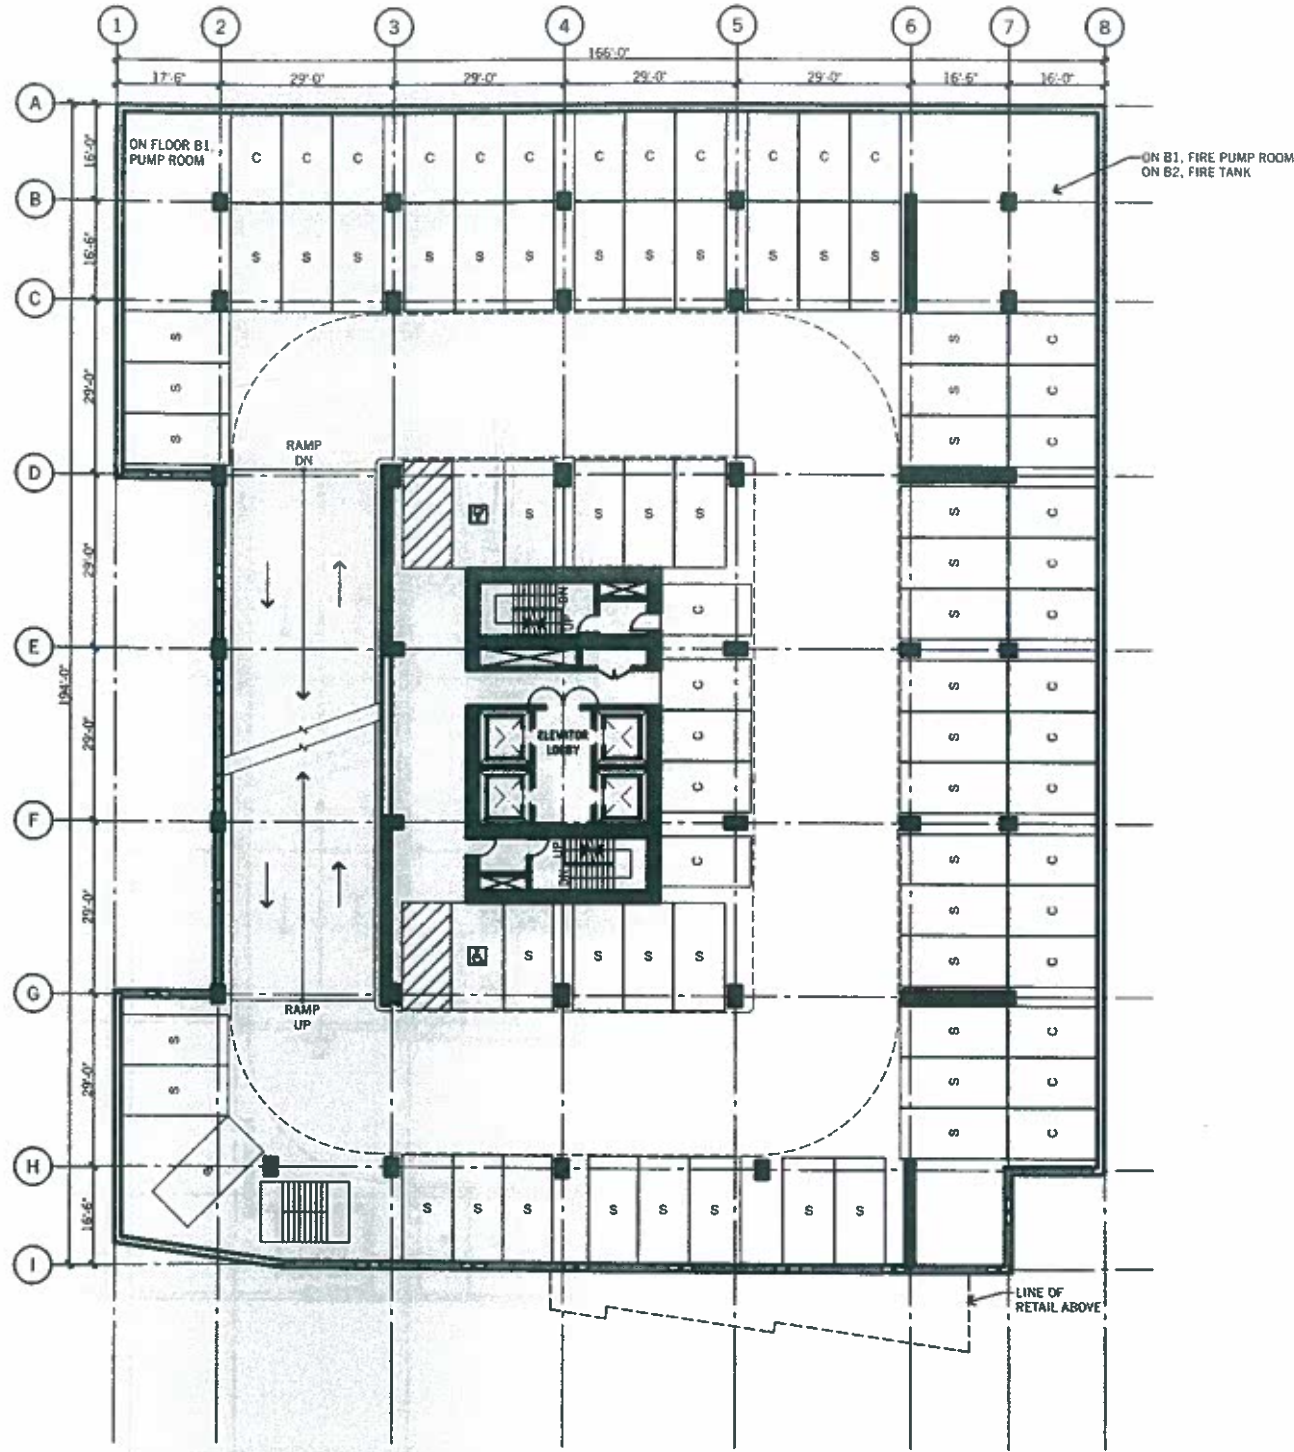 1 2 3 4 5 6 7 8
166'-0"
17'-6" 29'-0" 29'-0" 29'-0" 29'-0" 16'-6" 16'-0"
A
16'-0"
ON FLOOR B1
PUMP ROOM
C C C C C C C C C C C C
ON B1, FIRE PUMP ROOM
ON B2, FIRE TANK
B
16'-6"
S S S S S S S S S S S S
C
S S C
29'-0"
S S C
S S C
RAMP
DN
D
S S S S S C
29'-0"
S C
DN
UP
C S C
E
194'-0"
C S C
29'-0"
ELEVATOR
LOBBY
C S C
C S C
F
UP
DN
C S C
29'-0"
S C
S S S S S C
G
RAMP
UP
S S C
29'-0"
S S C
S C
H
S
16'-6"
S S S S S S S S
I
LINE OF
RETAIL ABOVE